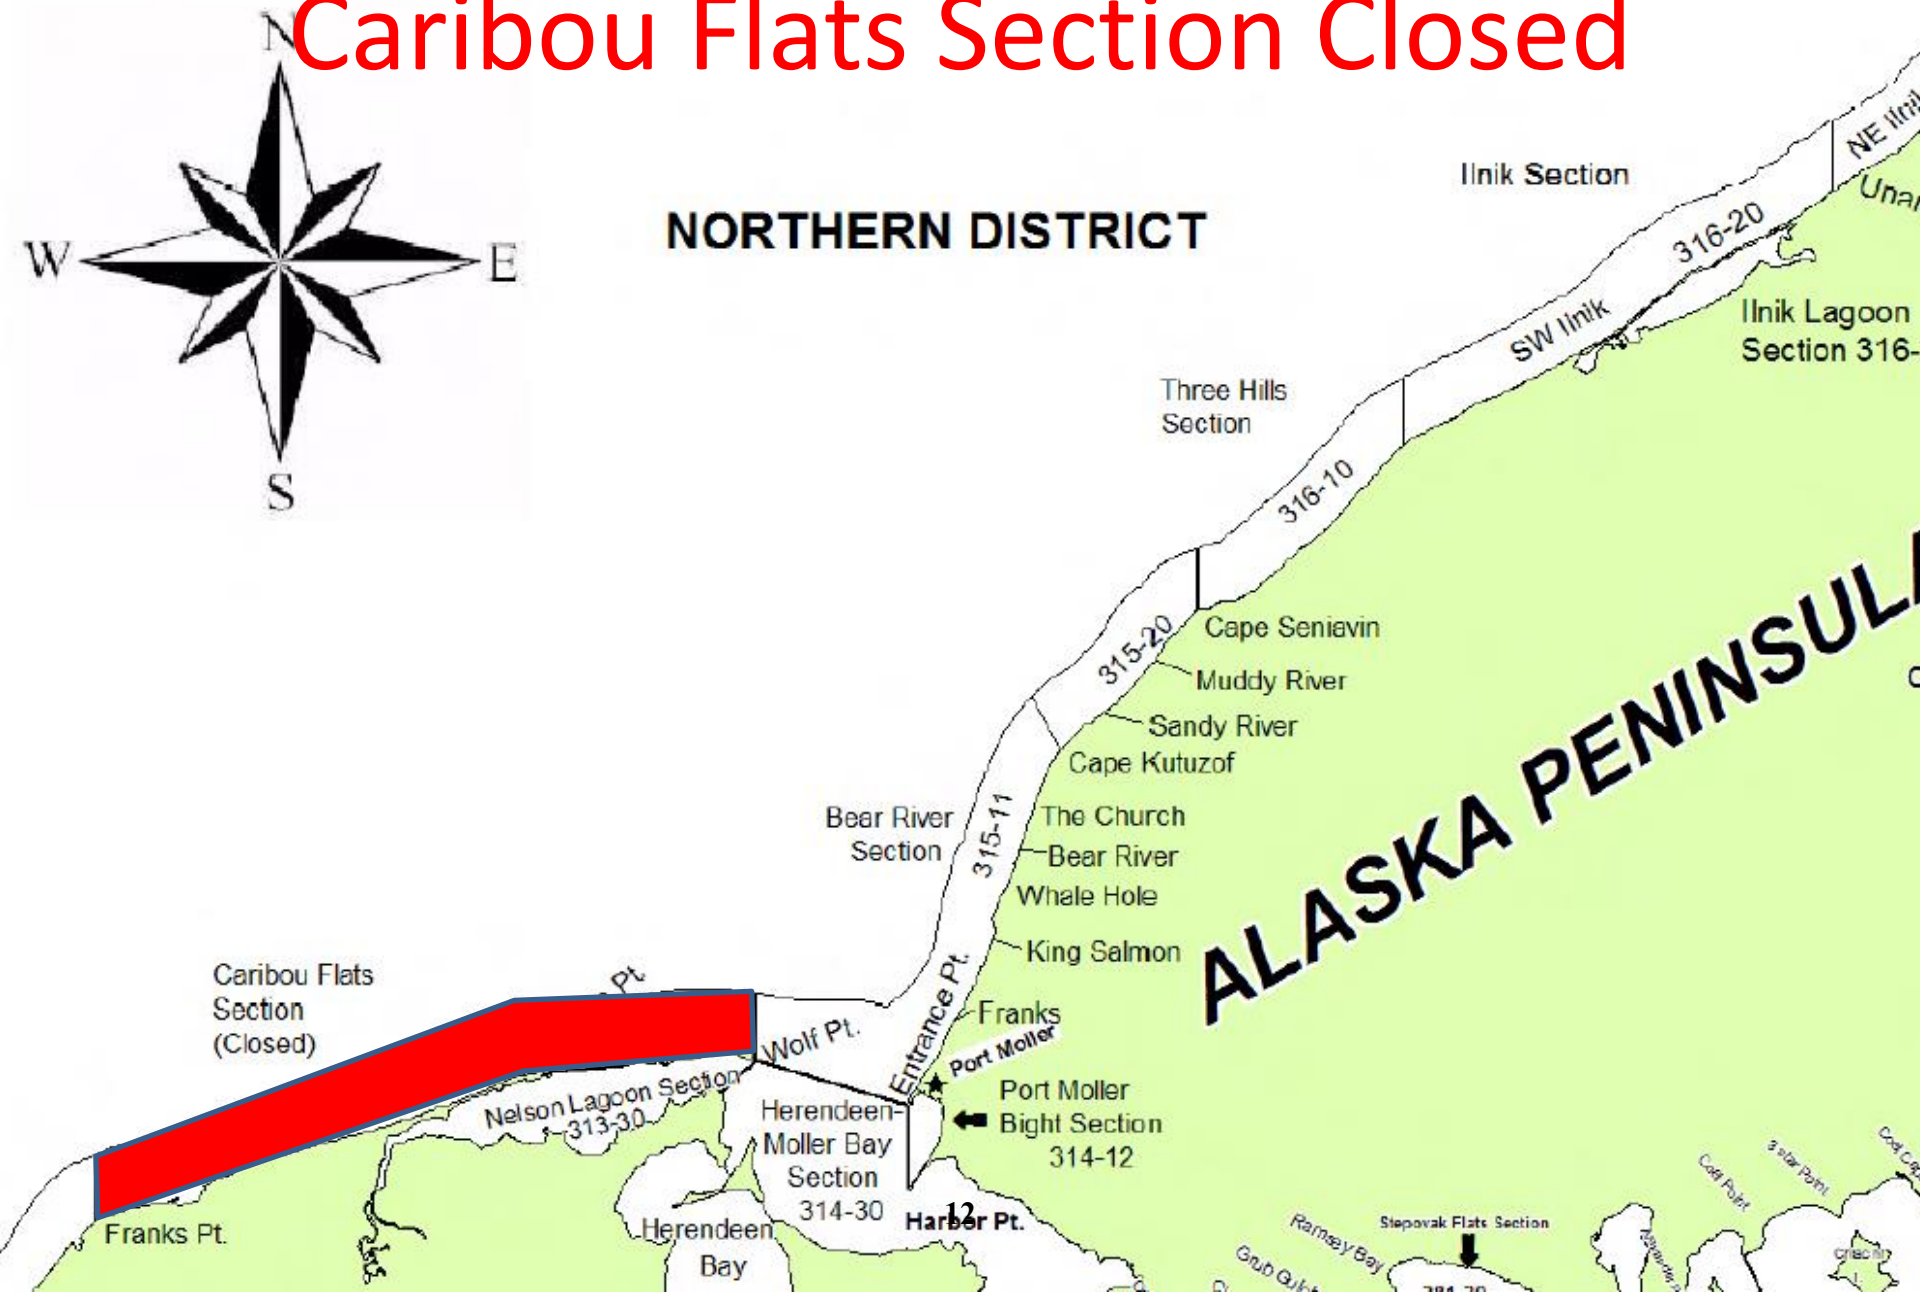 Caribou Flats Section Closed
N
W
E
S
NORTHERN DISTRICT
Ilnik Section
NE Ilnik
316-20
SW Ilnik
Ilnik Lagoon
Section 316-
Three Hills
Section
316-10
Cape Seniavin
315-20
Muddy River
Sandy River
Cape Kutuzof
ALASKA PENINSULA
Bear River
Section
315-11
The Church
Bear River
Whale Hole
King Salmon
Entrance Pt.
Franks
Port Moller
Caribou Flats
Section
(Closed)
Pt.
Wolf Pt.
Nelson Lagoon Section
313-30
Port Moller
Bight Section
314-12
Herendeen-
Moller Bay
Section
314-30
Harbor Pt.
12
Franks Pt.
Herendeen
Bay
Stepovak Flats Section
Ramsey Bay
3 star Point